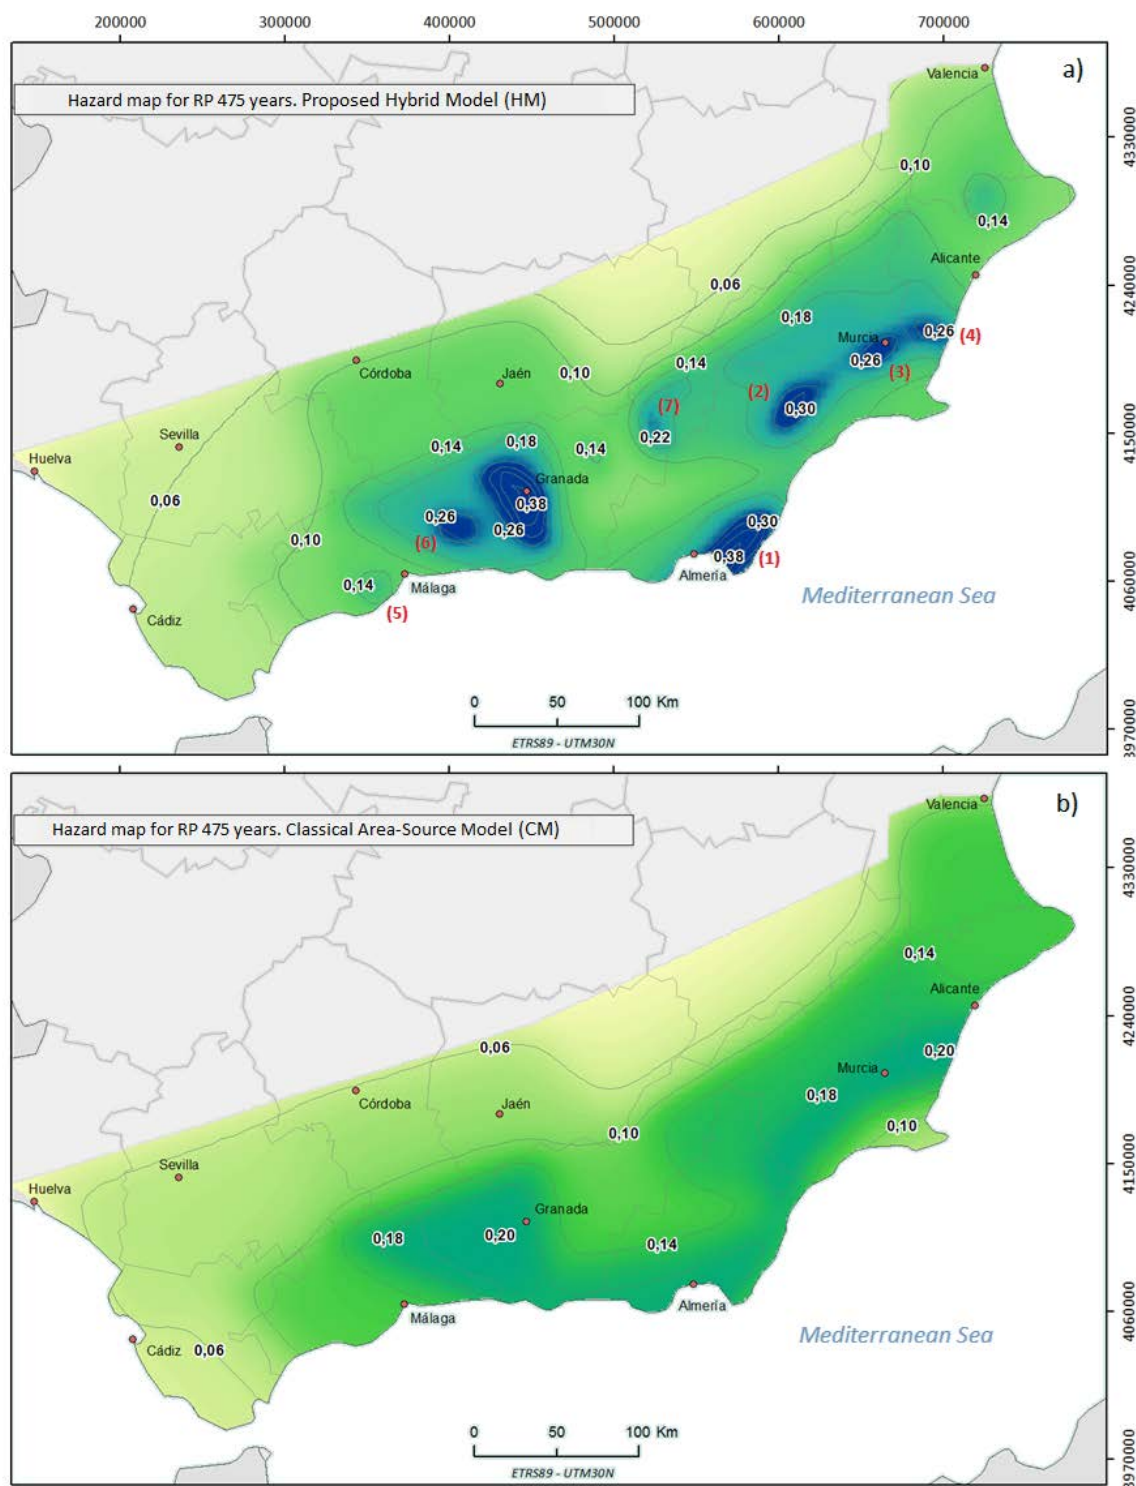 200000 300000 400000 500000 600000 700000
Valencia
a)
Hazard map for RP 475 years. Proposed Hybrid Model (HM)
4330000
0,10
0,14
Alicante
4240000
0,06
0,18
0,26
(4)
Murcia
0,26
(3)
0,14
Córdoba
Jaén
0,10
(2)
(7)
0,30
Sevilla
0,14
0,18
0,14
0,22
4150000
Huelva
Granada
0,06
0,38
0,26
0,26
0,30
(6)
0,10
0,38
(1)
Almería
0,14
Málaga
4060000
Mediterranean Sea
(5)
Cádiz
0 50 100 Km
ETRS89 - UTM30N
3970000
Valencia
b)
Hazard map for RP 475 years. Classical Area-Source Model (CM)
4330000
0,14
Alicante
4240000
0,06
0,20
Murcia
0,18
Córdoba
Jaén
0,10
0,10
Sevilla
4150000
Huelva
Granada
0,18
0,20
0,14
Almería
Málaga
4060000
Mediterranean Sea
Cádiz
0,06
0 50 100 Km
ETRS89 - UTM30N
3970000